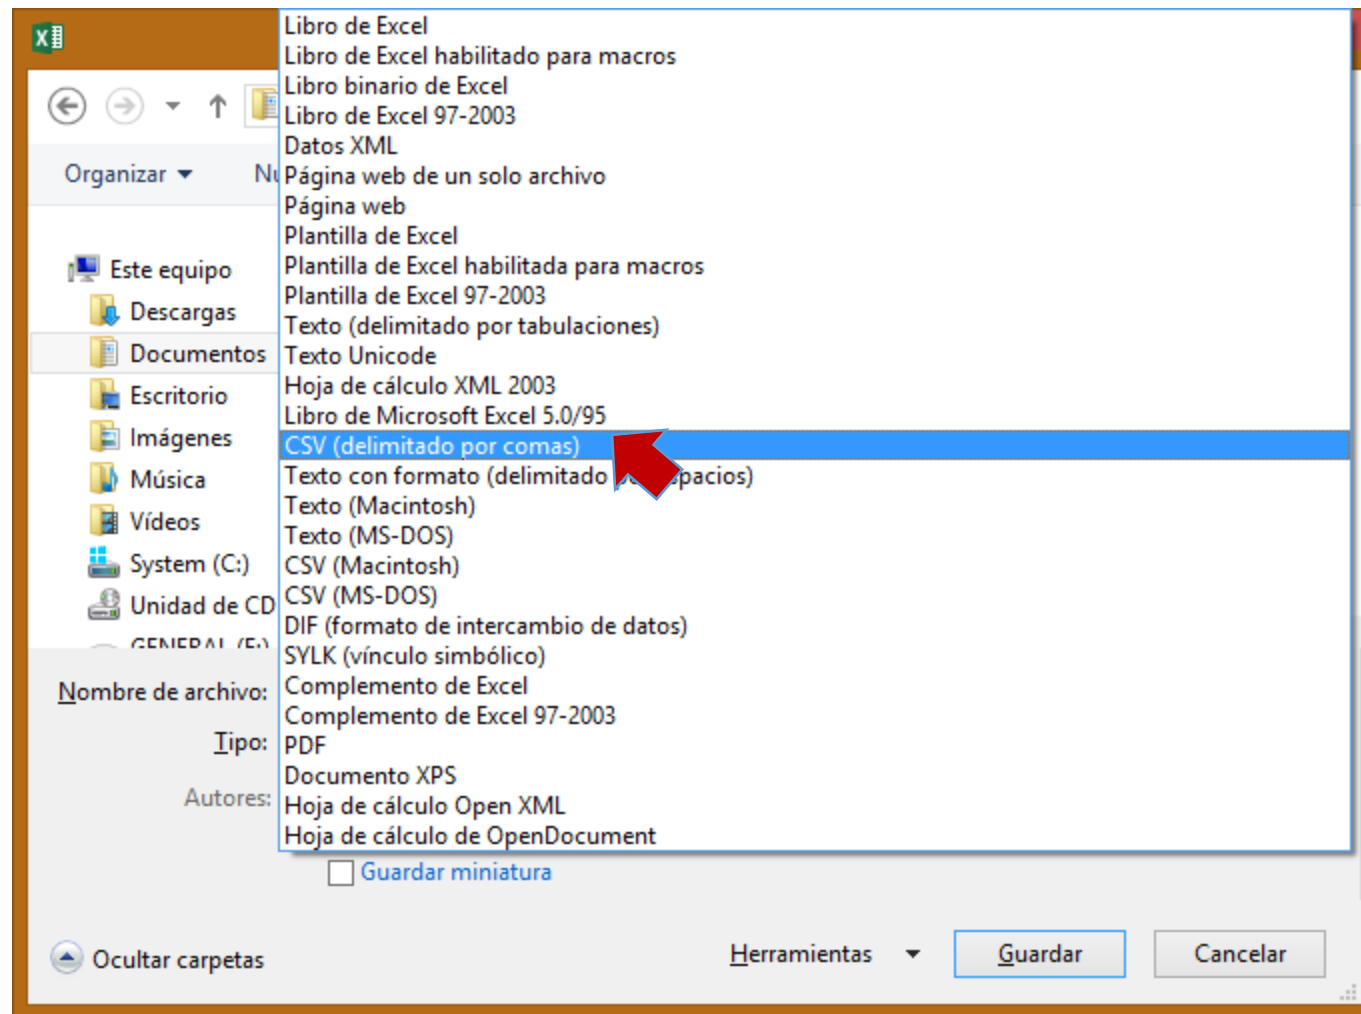 Libro de Excel
Libro de Excel habilitado para macros
Libro binario de Excel
Libro de Excel 97-2003
Datos XML
Página web de un solo archivo
Página web
Plantilla de Excel
Plantilla de Excel habilitada para macros
Plantilla de Excel 97-2003
Texto (delimitado por tabulaciones)
Texto Unicode
Hoja de cálculo XML 2003
Libro de Microsoft Excel 5.0/95
CSV (delimitado por comas)
Texto con formato (delimitado
Texto (Macintosh)
Texto (MS-DOS)
CSV (Macintosh)
CSV (MS-DOS)
DIF (formato de intercambio de datos)
SYLK (vínculo simbólico)
Complemento de Excel
Complemento de Excel 97-2003
PDF
Documento XPS
Hoja de cálculo Open XML
Hoja de cálculo de OpenDocument
Organizar
Este equipo
Descargas
Documentos
Escritorio
Imágenes
Música
Vídeos
System (C:)
Unidad de CD
GENERAL
Nombre de archivo:
Tipo:
Autores:
Guardar miniatura
Ocultar carpetas
Herramientas
Guardar
Cancelar